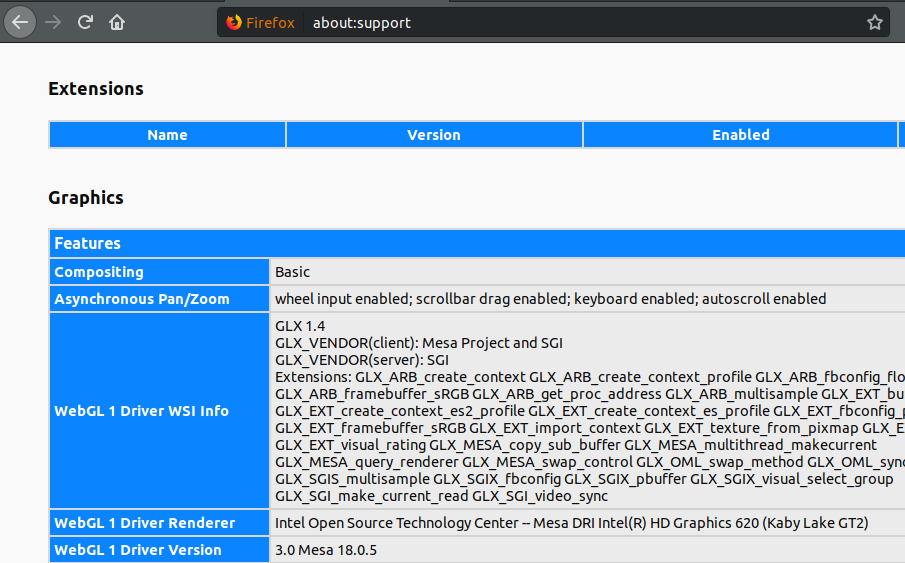 Firefox about:support
Extensions
Name Version Enabled
Graphics
Features
Compositing Basic
Asynchronous Pan/Zoom wheel input enabled; scrollbar drag enabled; keyboard enabled; autoscroll enabled
WebGL 1 Driver WSI Info
GLX 1.4
GLX_VENDOR(client): Mesa Project and SGI
GLX_VENDOR(server): SGI
Extensions: GLX_ARB_create_context GLX_ARB_create_context_profile GLX_ARB_fbconfig_flo
GLX_ARB_framebuffer_sRGB GLX_ARB_get_proc_address GLX_ARB_multisample GLX_EXT_bu
GLX_EXT_create_context_es2_profile GLX_EXT_create_context_es_profile GLX_EXT_fbconfig_p
GLX_EXT_framebuffer_sRGB GLX_EXT_import_context GLX_EXT_texture_from_pixmap GLX_E
GLX_EXT_visual_rating GLX_MESA_copy_sub_buffer GLX_MESA_multithread_makecurrent
GLX_MESA_query_renderer GLX_MESA_swap_control GLX_OML_swap_method GLX_OML_syn
GLX_SGIS_multisample GLX_SGIX_fbconfig GLX_SGIX_pbuffer GLX_SGIX_visual_select_group
GLX_SGI_make_current_read GLX_SGI_video_sync
WebGL 1 Driver Renderer Intel Open Source Technology Center -- Mesa DRI Intel(R) HD Graphics 620 (Kaby Lake GT2)
WebGL 1 Driver Version 3.0 Mesa 18.0.5